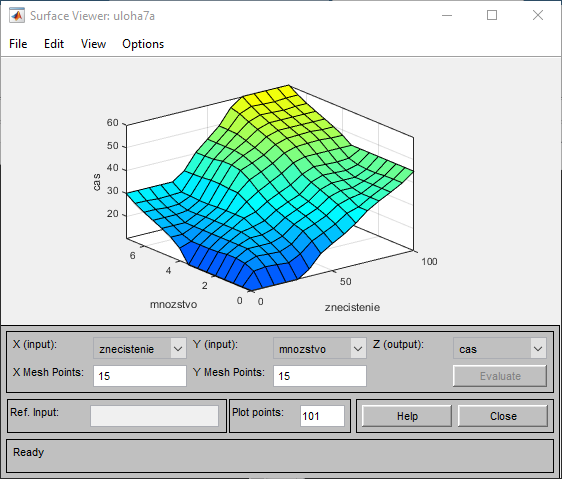 Surface Viewer: uloha7a
File Edit View Options
60
50
40
30
20
cas
6
4
2
0
mnozstvo
0
50
100
znecistenie
X (input): znecistenie Y (input): mnozstvo Z (output): cas
X Mesh Points: 15 Y Mesh Points: 15 Evaluate
Ref. Input: Plot points: 101 Help Close
Ready